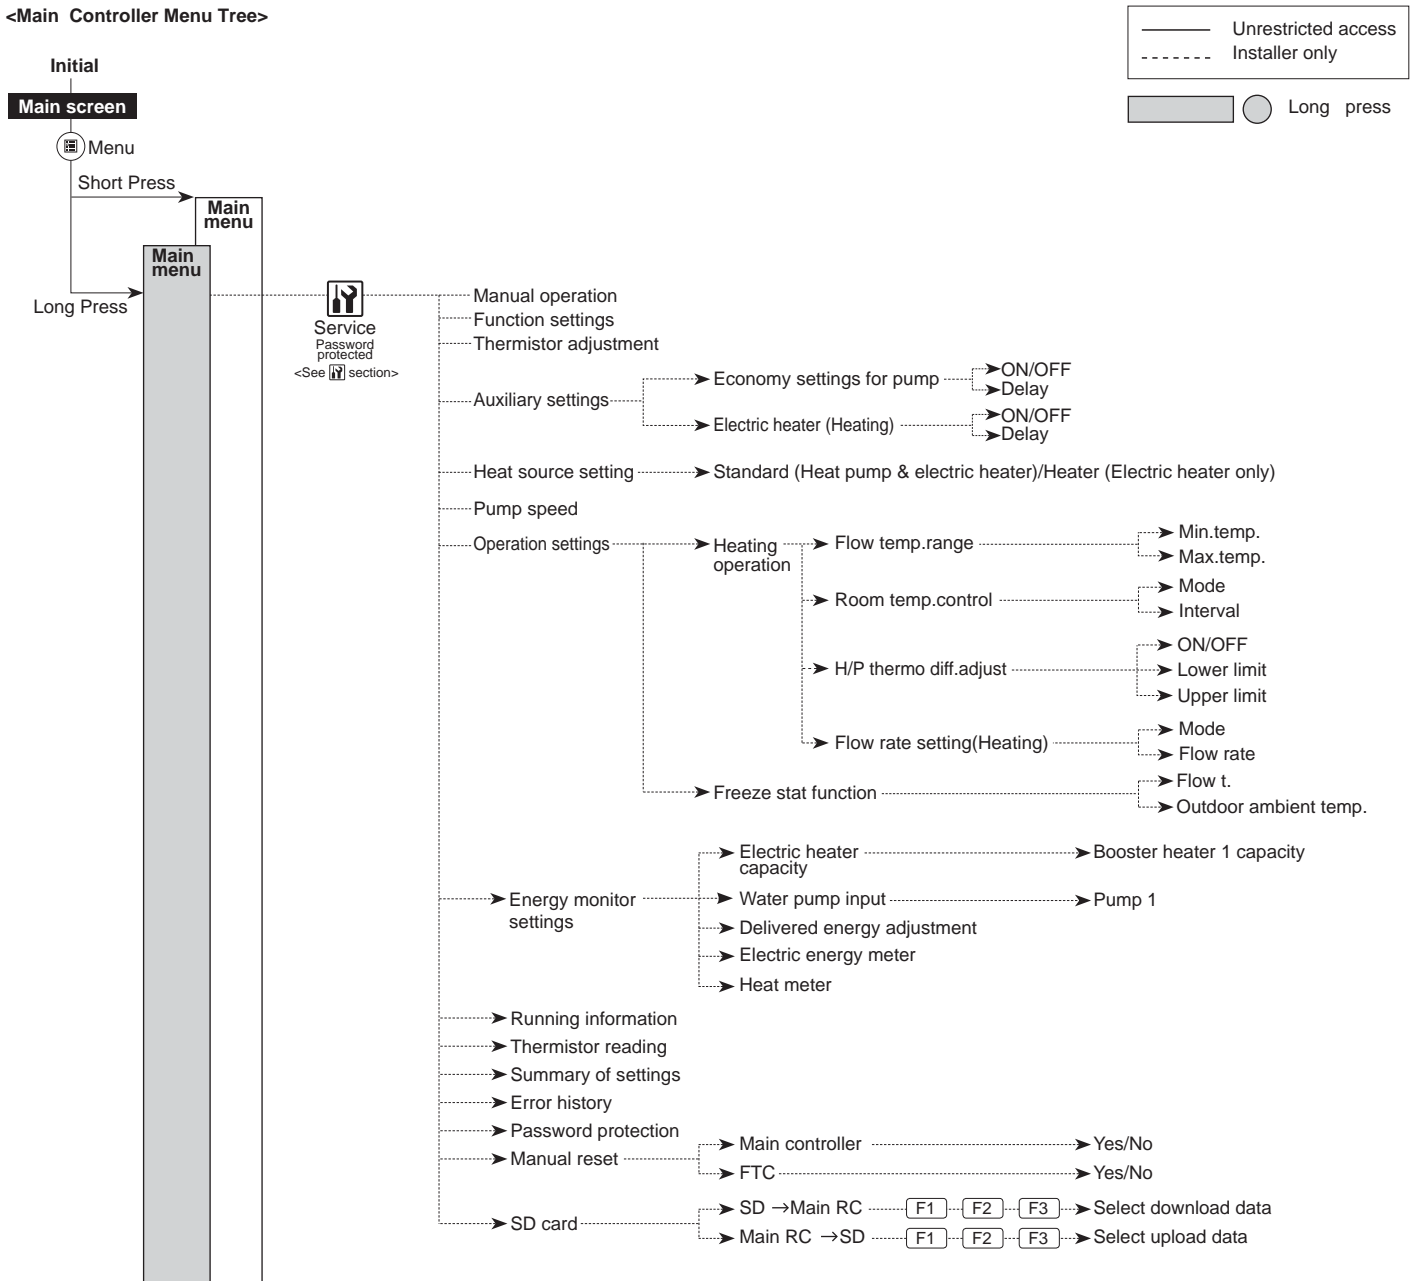 <Main Controller Menu Tree>
Unrestricted access
Installer only
Long press
Initial
Main screen
Menu
Short Press
Main
menu
Main
menu
Long Press
Service
Password
protected
<See section>
Manual operation
Function settings
Thermistor adjustment
Auxiliary settings
Economy settings for pump
ON/OFF
Delay
Electric heater (Heating)
ON/OFF
Delay
Heat source setting
Standard (Heat pump & electric heater)/Heater (Electric heater only)
Pump speed
Operation settings
Heating
operation
Flow temp.range
Min.temp.
Max.temp.
Room temp.control
Mode
Interval
H/P thermo diff.adjust
ON/OFF
Lower limit
Upper limit
Flow rate setting(Heating)
Mode
Flow rate
Freeze stat function
Flow t.
Outdoor ambient temp.
Energy monitor
settings
Electric heater
capacity
Booster heater 1 capacity
Water pump input
Pump 1
Delivered energy adjustment
Electric energy meter
Heat meter
Running information
Thermistor reading
Summary of settings
Error history
Password protection
Manual reset
Main controller
Yes/No
FTC
Yes/No
SD card
SD →Main RC F1 F2 F3 Select download data
Main RC →SD F1 F2 F3 Select upload data